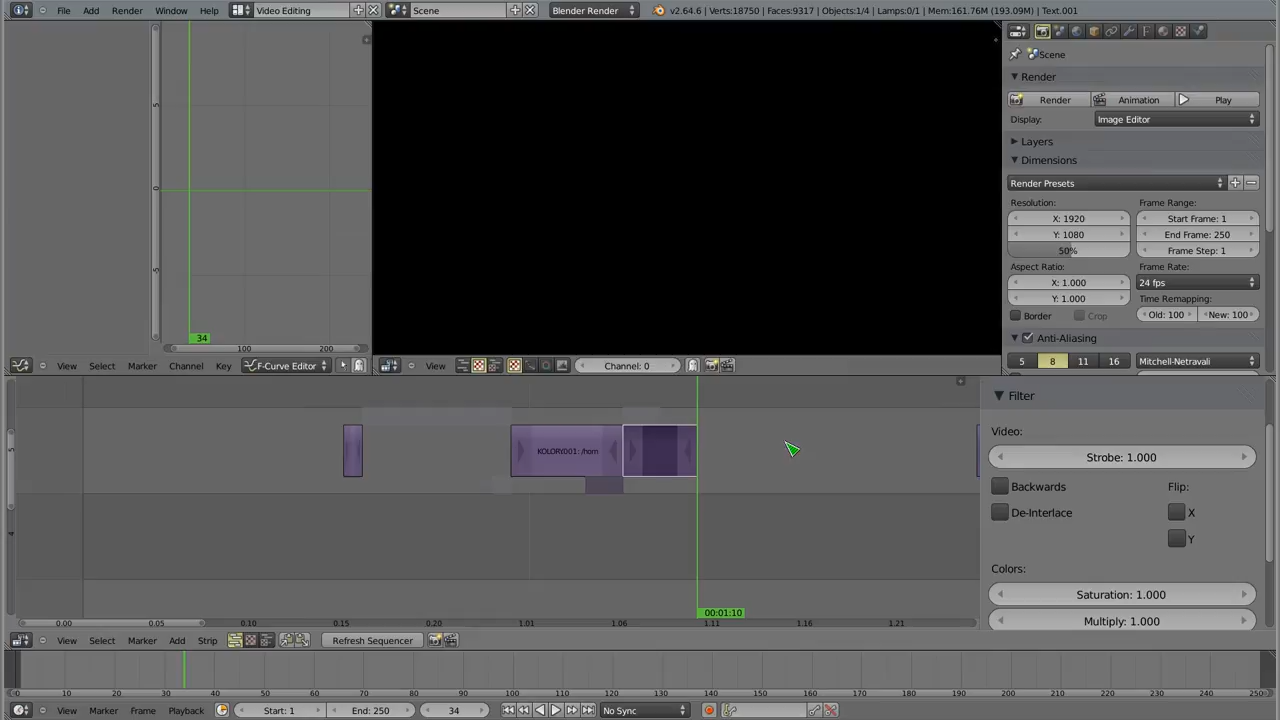 File Add Render Window Help Video Editing Scene Blender Render v2.64.6 | Verts:18750 | Faces:9317 | Objects:1/4 | Lamps:0/1 | Mem:161.76M (193.09M) | Text.001
Scene
Render
Render Animation Play
Display: Image Editor
Layers
Dimensions
Render Presets
Resolution: Frame Range:
X: 1920 Start Frame: 1
Y: 1080 End Frame: 250
50% Frame Step: 1
Aspect Ratio: Frame Rate:
X: 1.000 24 fps
Y: 1.000 Time Remapping:
Border Crop Old: 100 New: 100
Anti-Aliasing
5 8 11 16 Mitchell-Netravali
5
0
-5
34
100 200
View Select Marker Channel Key F-Curve Editor View Channel: 0
5
4
KOLORY.001: /hom
00:01:10
0.00 0.05 0.10 0.15 0.20 1.01 1.06 1.11 1.16 1.21
View Select Marker Add Strip Refresh Sequencer
Filter
Video:
Strobe: 1.000
Backwards Flip:
De-Interlace X
Y
Colors:
Saturation: 1.000
Multiply: 1.000
0 10 20 30 40 50 60 70 80 90 100 110 120 130 140 150 160 170 180 190 200 210 220 230 240 250
View Marker Frame Playback Start: 1 End: 250 34 No Sync